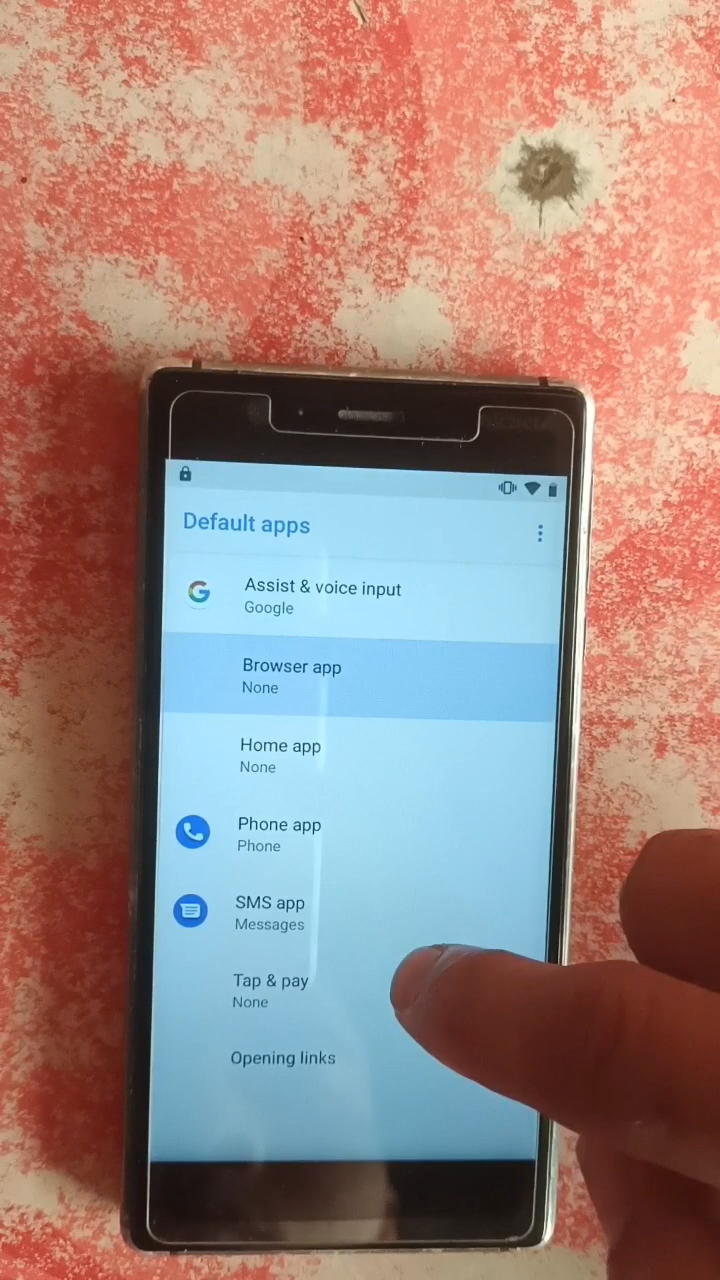 Default apps
Assist & voice input
Google
Browser app
None
Home app
None
Phone app
Phone
SMS app
Messages
Tap & pay
None
Opening links